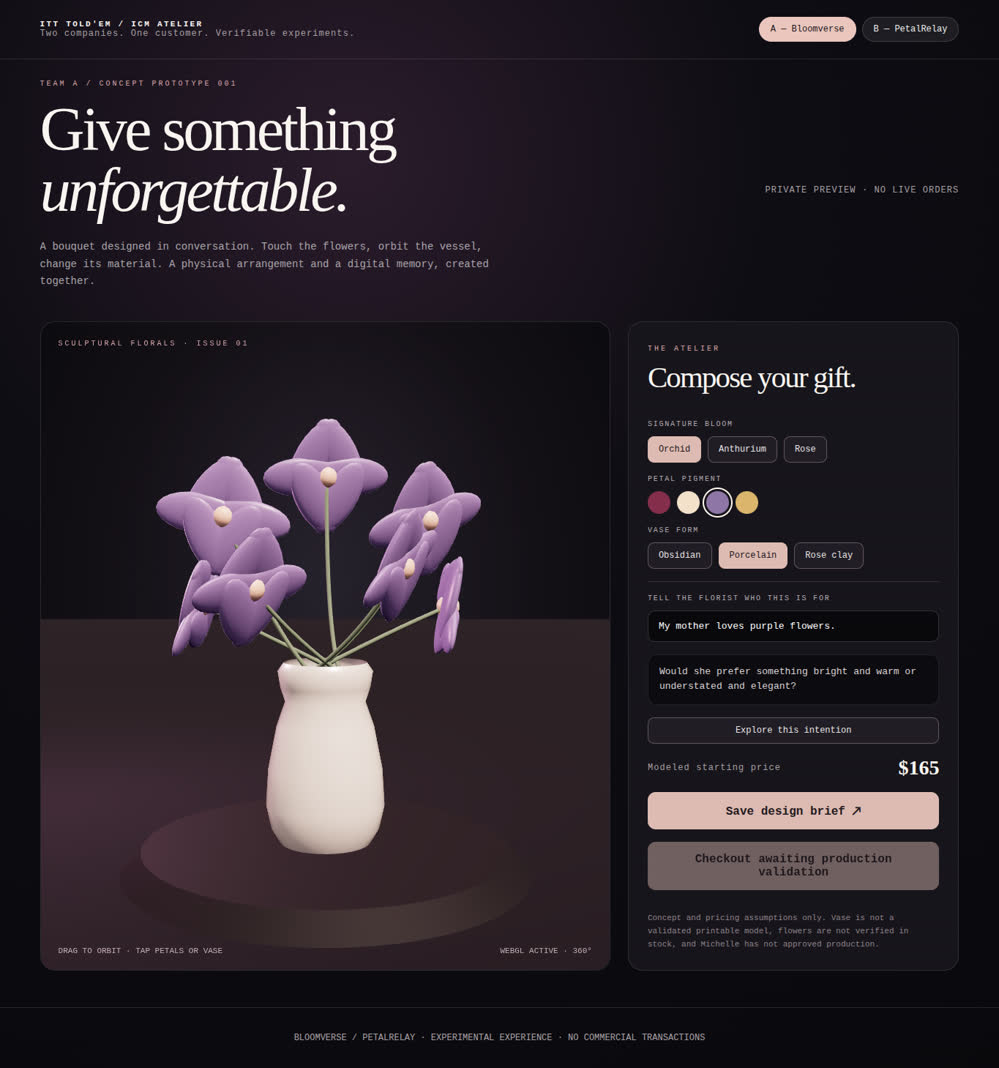 ITT TOLD'EM / ICM ATELIER
Two companies. One customer. Verifiable experiments.
A — Bloomverse
B — PetalRelay
TEAM A / CONCEPT PROTOTYPE 001
Give something
unforgettable.
PRIVATE PREVIEW · NO LIVE ORDERS
A bouquet designed in conversation. Touch the flowers, orbit the vessel,
change its material. A physical arrangement and a digital memory, created
together.
SCULPTURAL FLORALS · ISSUE 01
DRAG TO ORBIT · TAP PETALS OR VASE
WEBGL ACTIVE · 360°
THE ATELIER
Compose your gift.
SIGNATURE BLOOM
Orchid
Anthurium
Rose
PETAL PIGMENT
VASE FORM
Obsidian
Porcelain
Rose clay
TELL THE FLORIST WHO THIS IS FOR
My mother loves purple flowers.
Would she prefer something bright and warm or
understated and elegant?
Explore this intention
Modeled starting price
$165
Save design brief ↗
Checkout awaiting production
validation
Concept and pricing assumptions only. Vase is not a
validated printable model, flowers are not verified in
stock, and Michelle has not approved production.
BLOOMVERSE / PETALRELAY · EXPERIMENTAL EXPERIENCE · NO COMMERCIAL TRANSACTIONS